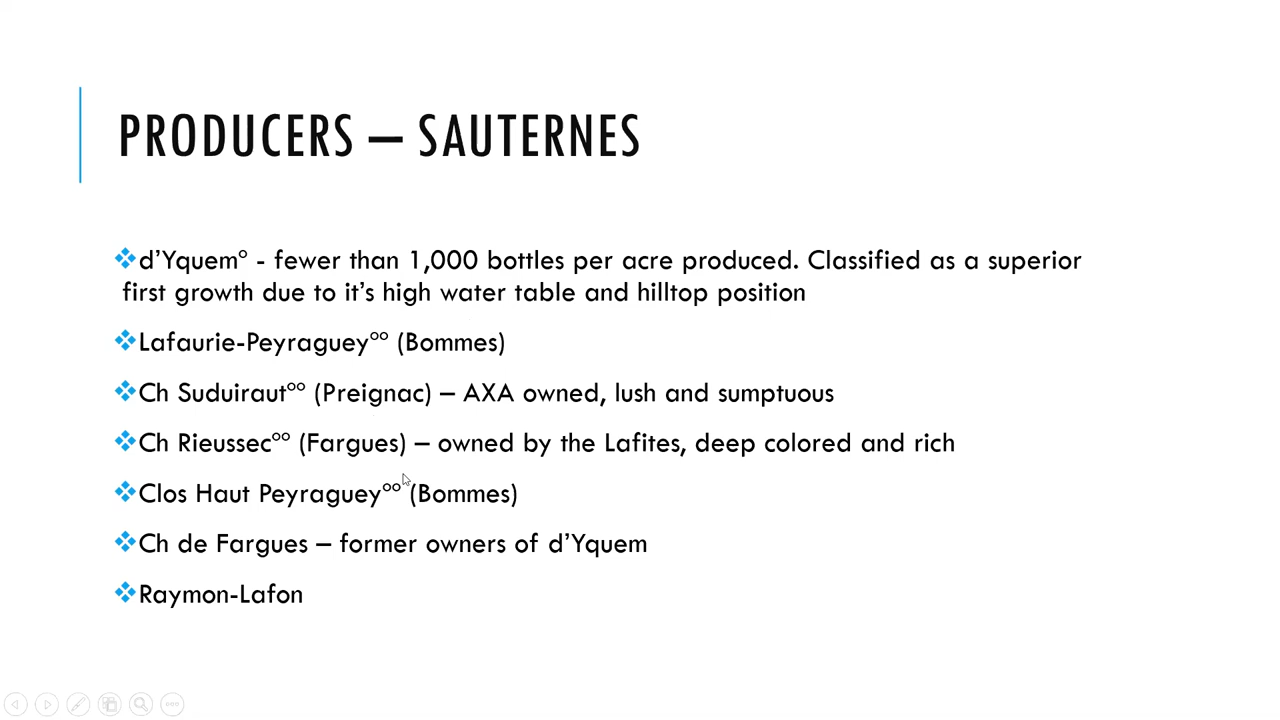 PRODUCERS – SAUTERNES
d'Yquem° - fewer than 1,000 bottles per acre produced. Classified as a superior
first growth due to it's high water table and hilltop position
Lafaurie-Peyraguey°° (Bommes)
Ch Suduiraut°° (Preignac) – AXA owned, lush and sumptuous
Ch Rieussec°° (Fargues) – owned by the Lafites, deep colored and rich
Clos Haut Peyraguey°° (Bommes)
Ch de Fargues – former owners of d'Yquem
Raymon-Lafon